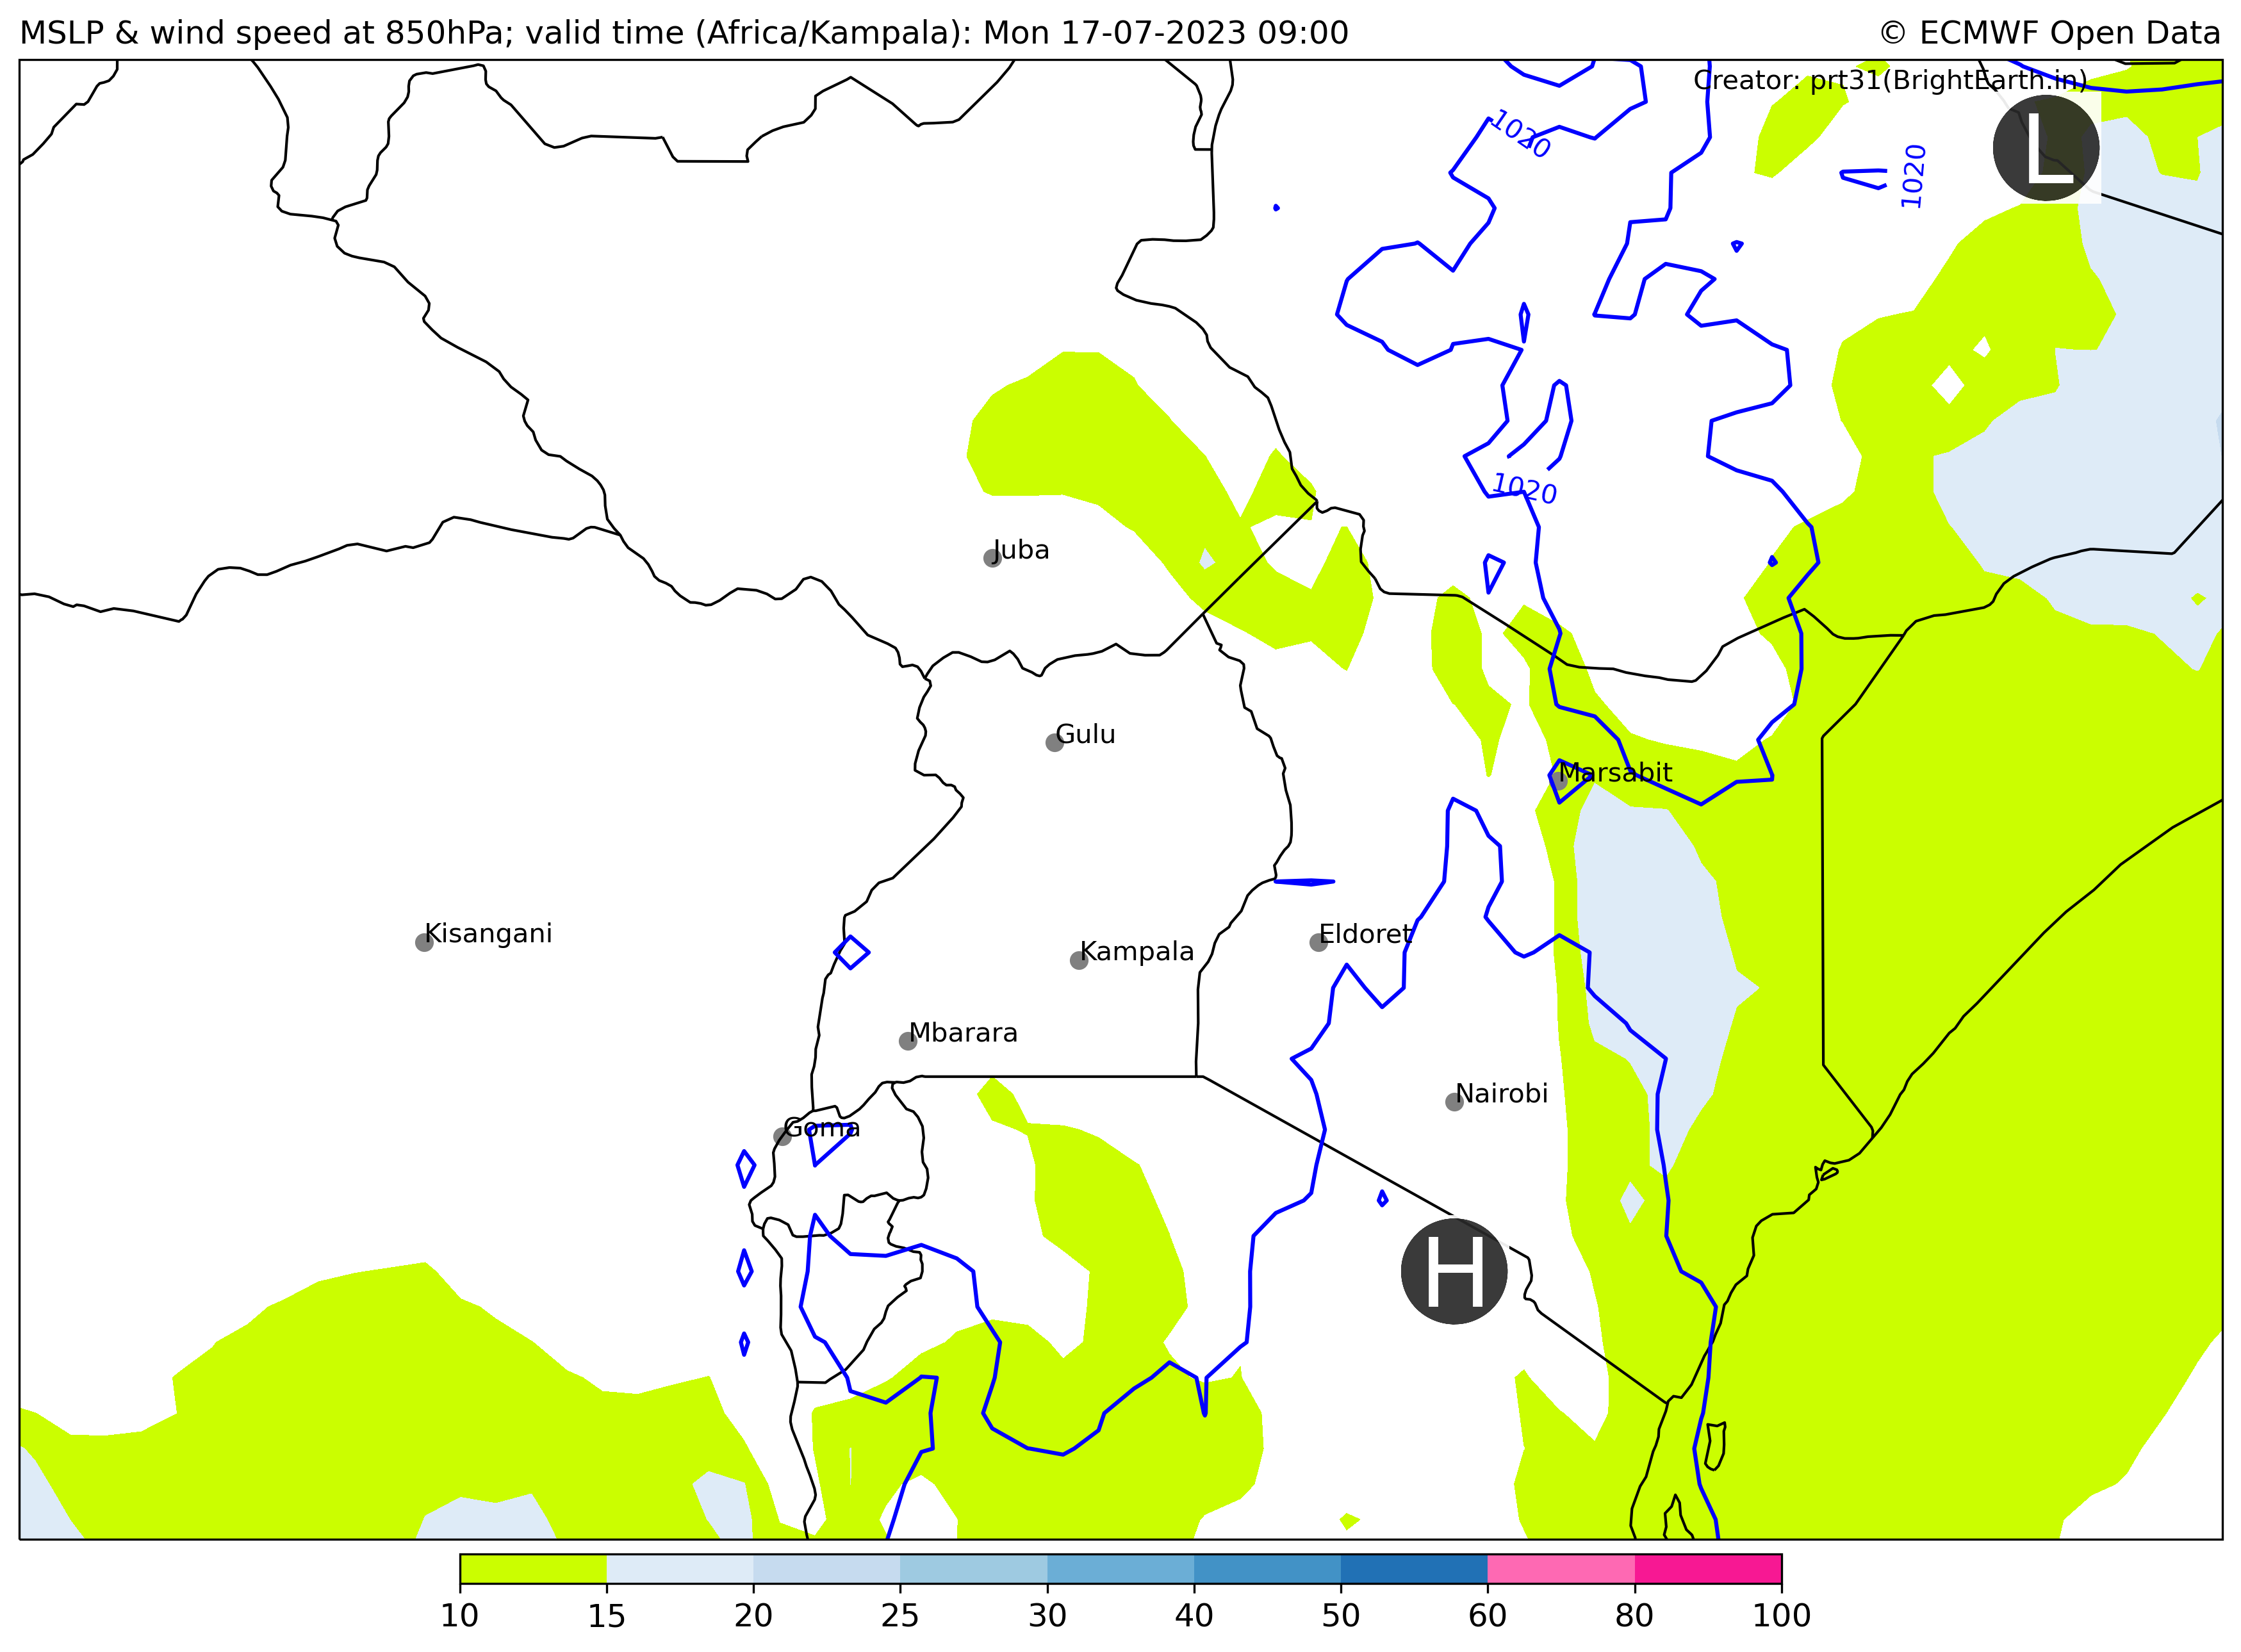 MSLP & wind speed at 850hPa; valid time (Africa/Kampala): Mon 17-07-2023 09:00
© ECMWF Open Data
Creator: prt31(BrightEarth.in)
L
1020
1020
1020
Juba
Gulu
Marsabit
Kisangani
Eldoret
Kampala
Mbarara
Nairobi
Goma
H
10 15 20 25 30 40 50 60 80 100